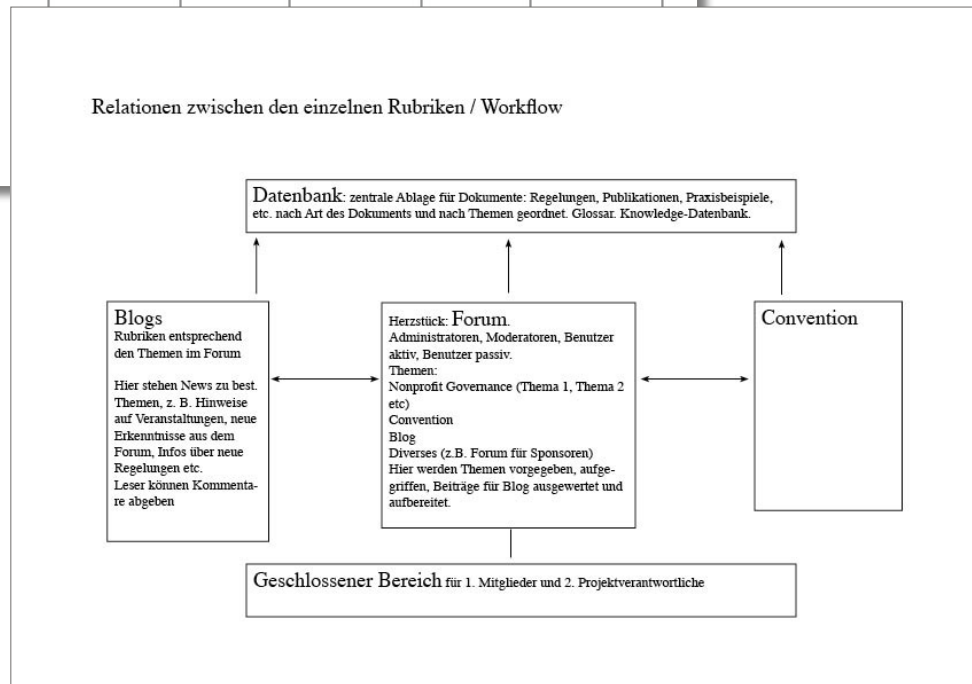 Relationen zwischen den einzelnen Rubriken / Workflow
Datenbank: zentrale Ablage für Dokumente: Regelungen, Publikationen, Praxisbeispiele,
etc. nach Art des Dokuments und nach Themen geordnet. Glossar. Knowledge-Datenbank.
Blogs
Rubriken entsprechend
den Themen im Forum
Hier stehen News zu best.
Themen, z. B. Hinweise
auf Veranstaltungen, neue
Erkenntnisse aus dem
Forum, Infos über neue
Regelungen etc.
Leser können Kommenta-
re abgeben
Herzstück: Forum.
Administratoren, Moderatoren, Benutzer
aktiv, Benutzer passiv.
Themen:
Nonprofit Governance (Thema 1, Thema 2
etc)
Convention
Blog
Diverses (z.B. Forum für Sponsoren)
Hier werden Themen vorgegeben, aufge-
griffen, Beiträge für Blog ausgewertet und
aufbereitet.
Convention
Geschlossener Bereich für 1. Mitglieder und 2. Projektverantwortliche